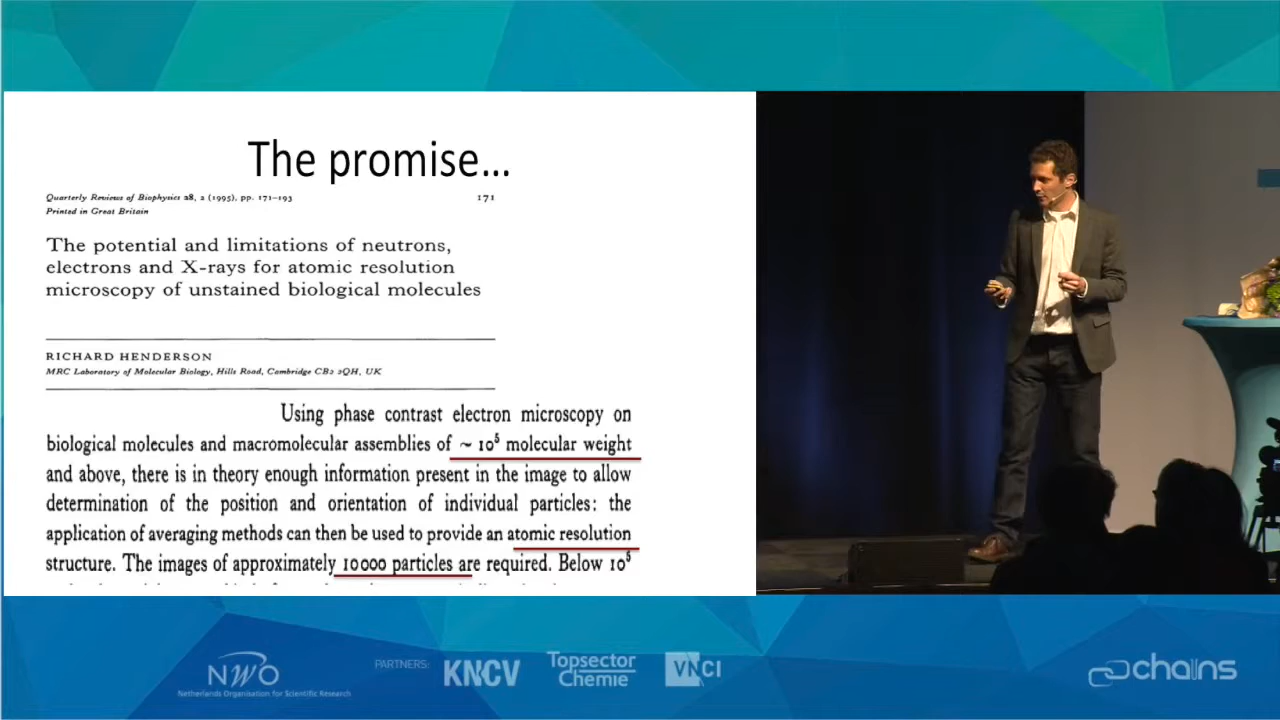 The promise...
Quarterly Reviews of Biophysics 28, 2 (1995), pp. 171–193 171
Printed in Great Britain
The potential and limitations of neutrons,
electrons and X-rays for atomic resolution
microscopy of unstained biological molecules
RICHARD HENDERSON
MRC Laboratory of Molecular Biology, Hills Road, Cambridge CB2 2QH, UK
Using phase contrast electron microscopy on
biological molecules and macromolecular assemblies of ~ 10⁵ molecular weight
and above, there is in theory enough information present in the image to allow
determination of the position and orientation of individual particles: the
application of averaging methods can then be used to provide an atomic resolution
structure. The images of approximately 10000 particles are required. Below 10⁵
NWO
Netherlands Organisation for Scientific Research
PARTNERS:
KNCV
Topsector
Chemie
VNCI
chains